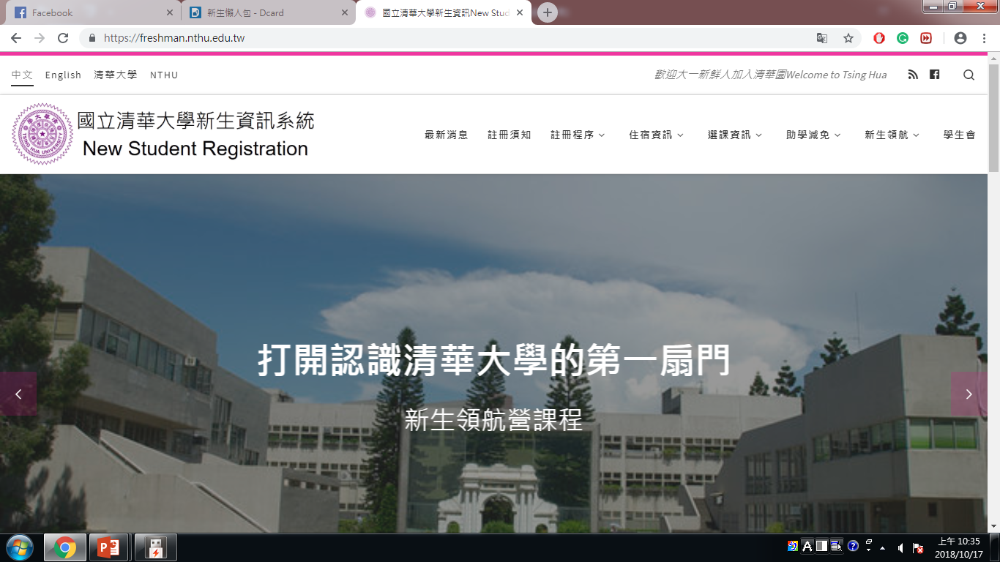 Facebook
新生懶人包 - Dcard
國立清華大學新生資訊New Stud
https://freshman.nthu.edu.tw
中文 English 清華大學 NTHU
歡迎大一新鮮人加入清華園Welcome to Tsing Hua
國立清華大學新生資訊系統
New Student Registration
最新消息 註冊須知 註冊程序 住宿資訊 選課資訊 助學減免 新生領航 學生會
打開認識清華大學的第一扇門
新生領航營課程
上午 10:35
2018/10/17